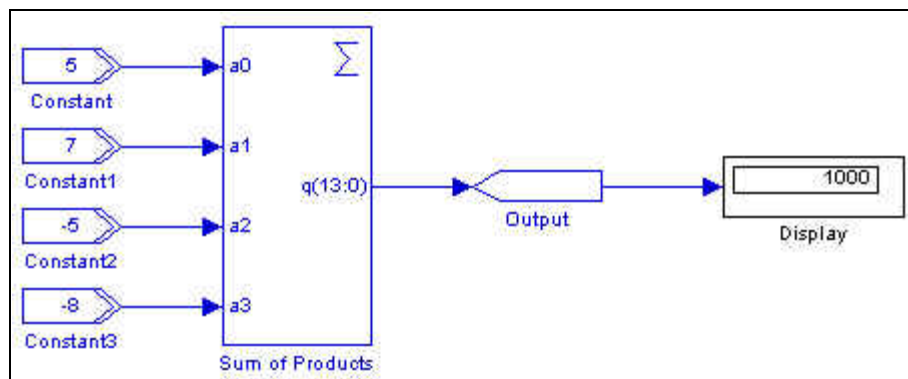 5
a0
Σ
Constant
7
a1
Constant1
q(13:0)
1000
-5
a2
Output
Constant2
Display
-8
a3
Constant3
Sum of Products